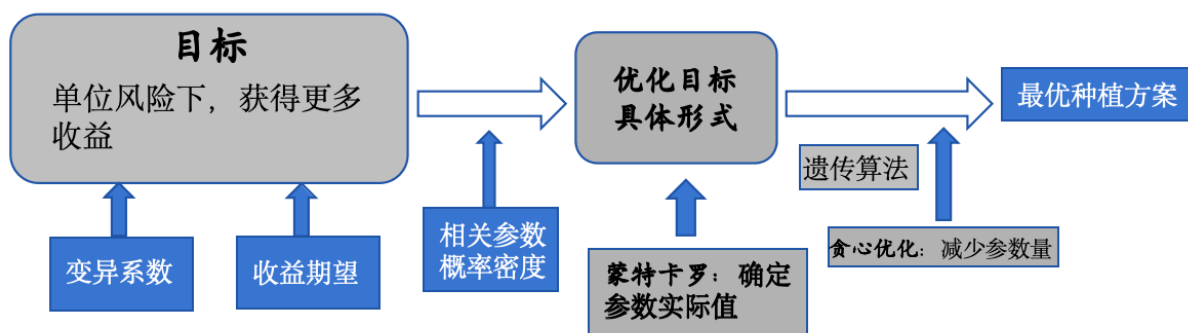 目标
单位风险下，获得更多
收益
变异系数
收益期望
相关参数
概率密度
优化目标
具体形式
蒙特卡罗：确定
参数实际值
遗传算法
贪心优化：减少参数量
最优种植方案